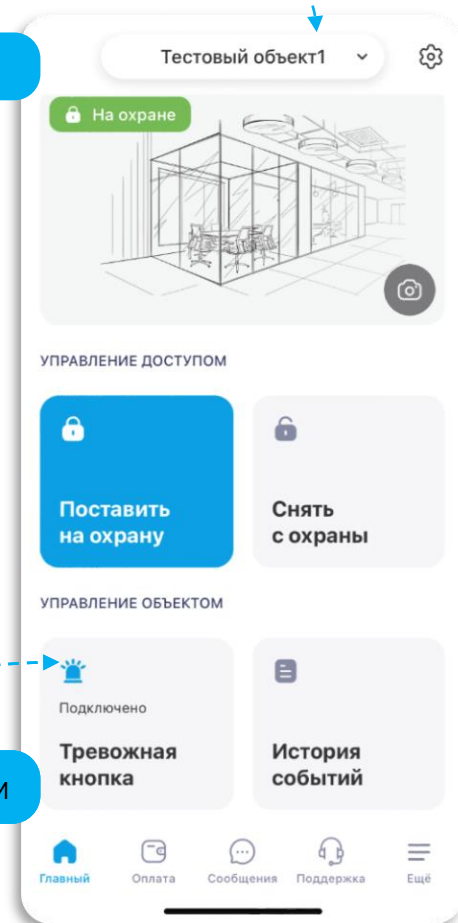 Тестовый объект1
На охране
УПРАВЛЕНИЕ ДОСТУПОМ
Поставить
на охрану
Снять
с охраны
УПРАВЛЕНИЕ ОБЪЕКТОМ
Подключено
Тревожная
кнопка
История
событий
и
Главный Оплата Сообщения Поддержка Ещё